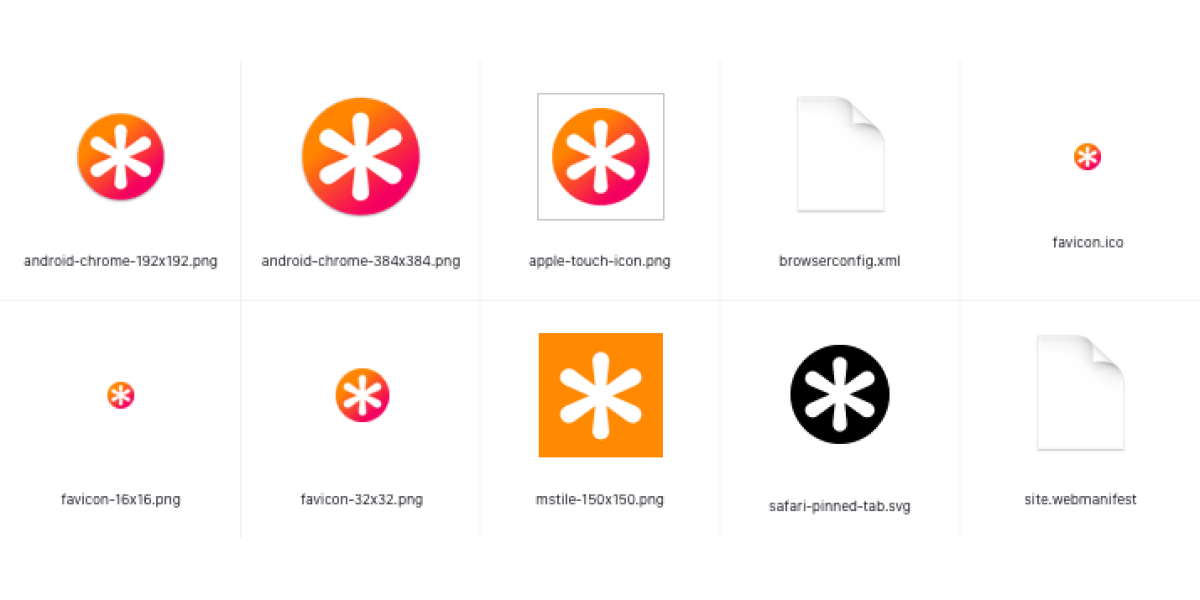 android-chrome-192x192.png
android-chrome-384x384.png
apple-touch-icon.png
browserconfig.xml
favicon.ico
favicon-16x16.png
favicon-32x32.png
mstile-150x150.png
safari-pinned-tab.svg
site.webmanifest